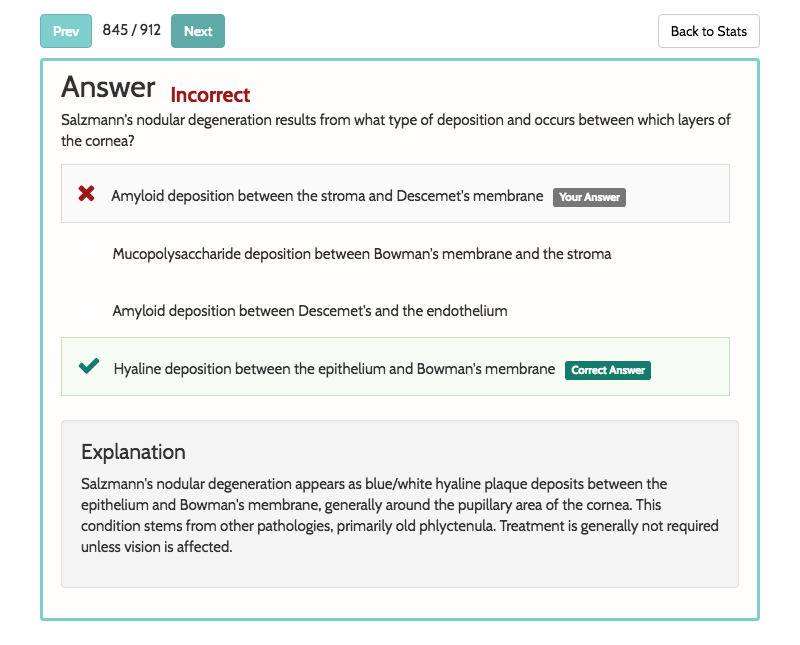 Prev 845 / 912 Next Back to Stats
Answer Incorrect
Salzmann's nodular degeneration results from what type of deposition and occurs between which layers of
the cornea?
Amyloid deposition between the stroma and Descemet's membrane Your Answer
Mucopolysaccharide deposition between Bowman's membrane and the stroma
Amyloid deposition between Descemet's and the endothelium
Hyaline deposition between the epithelium and Bowman's membrane Correct Answer
Explanation
Salzmann's nodular degeneration appears as blue/white hyaline plaque deposits between the
epithelium and Bowman's membrane, generally around the pupillary area of the cornea. This
condition stems from other pathologies, primarily old phlyctenula. Treatment is generally not required
unless vision is affected.